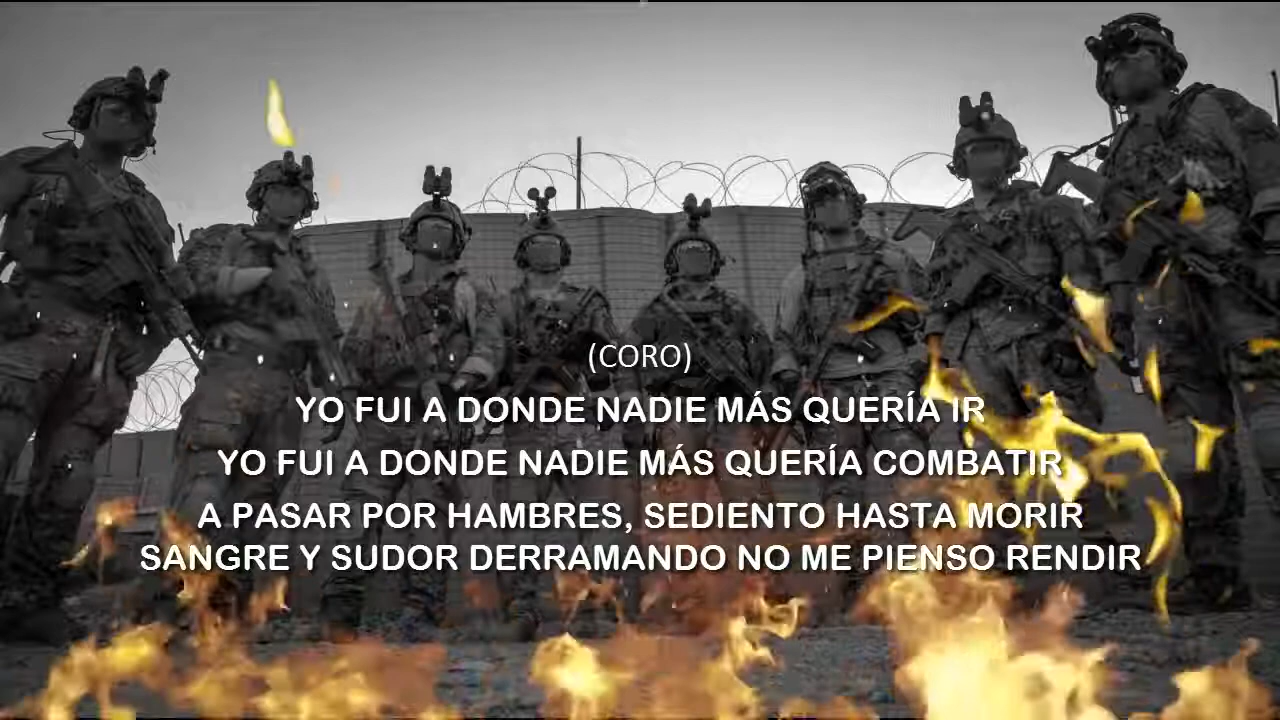 (CORO)
YO FUI A DONDE NADIE MÁS QUERÍA IR
YO FUI A DONDE NADIE MÁS QUERÍA COMBATIR
A PASAR POR HAMBRES, SEDIENTO HASTA MORIR
SANGRE Y SUDOR DERRAMANDO NO ME PIENSO RENDIR